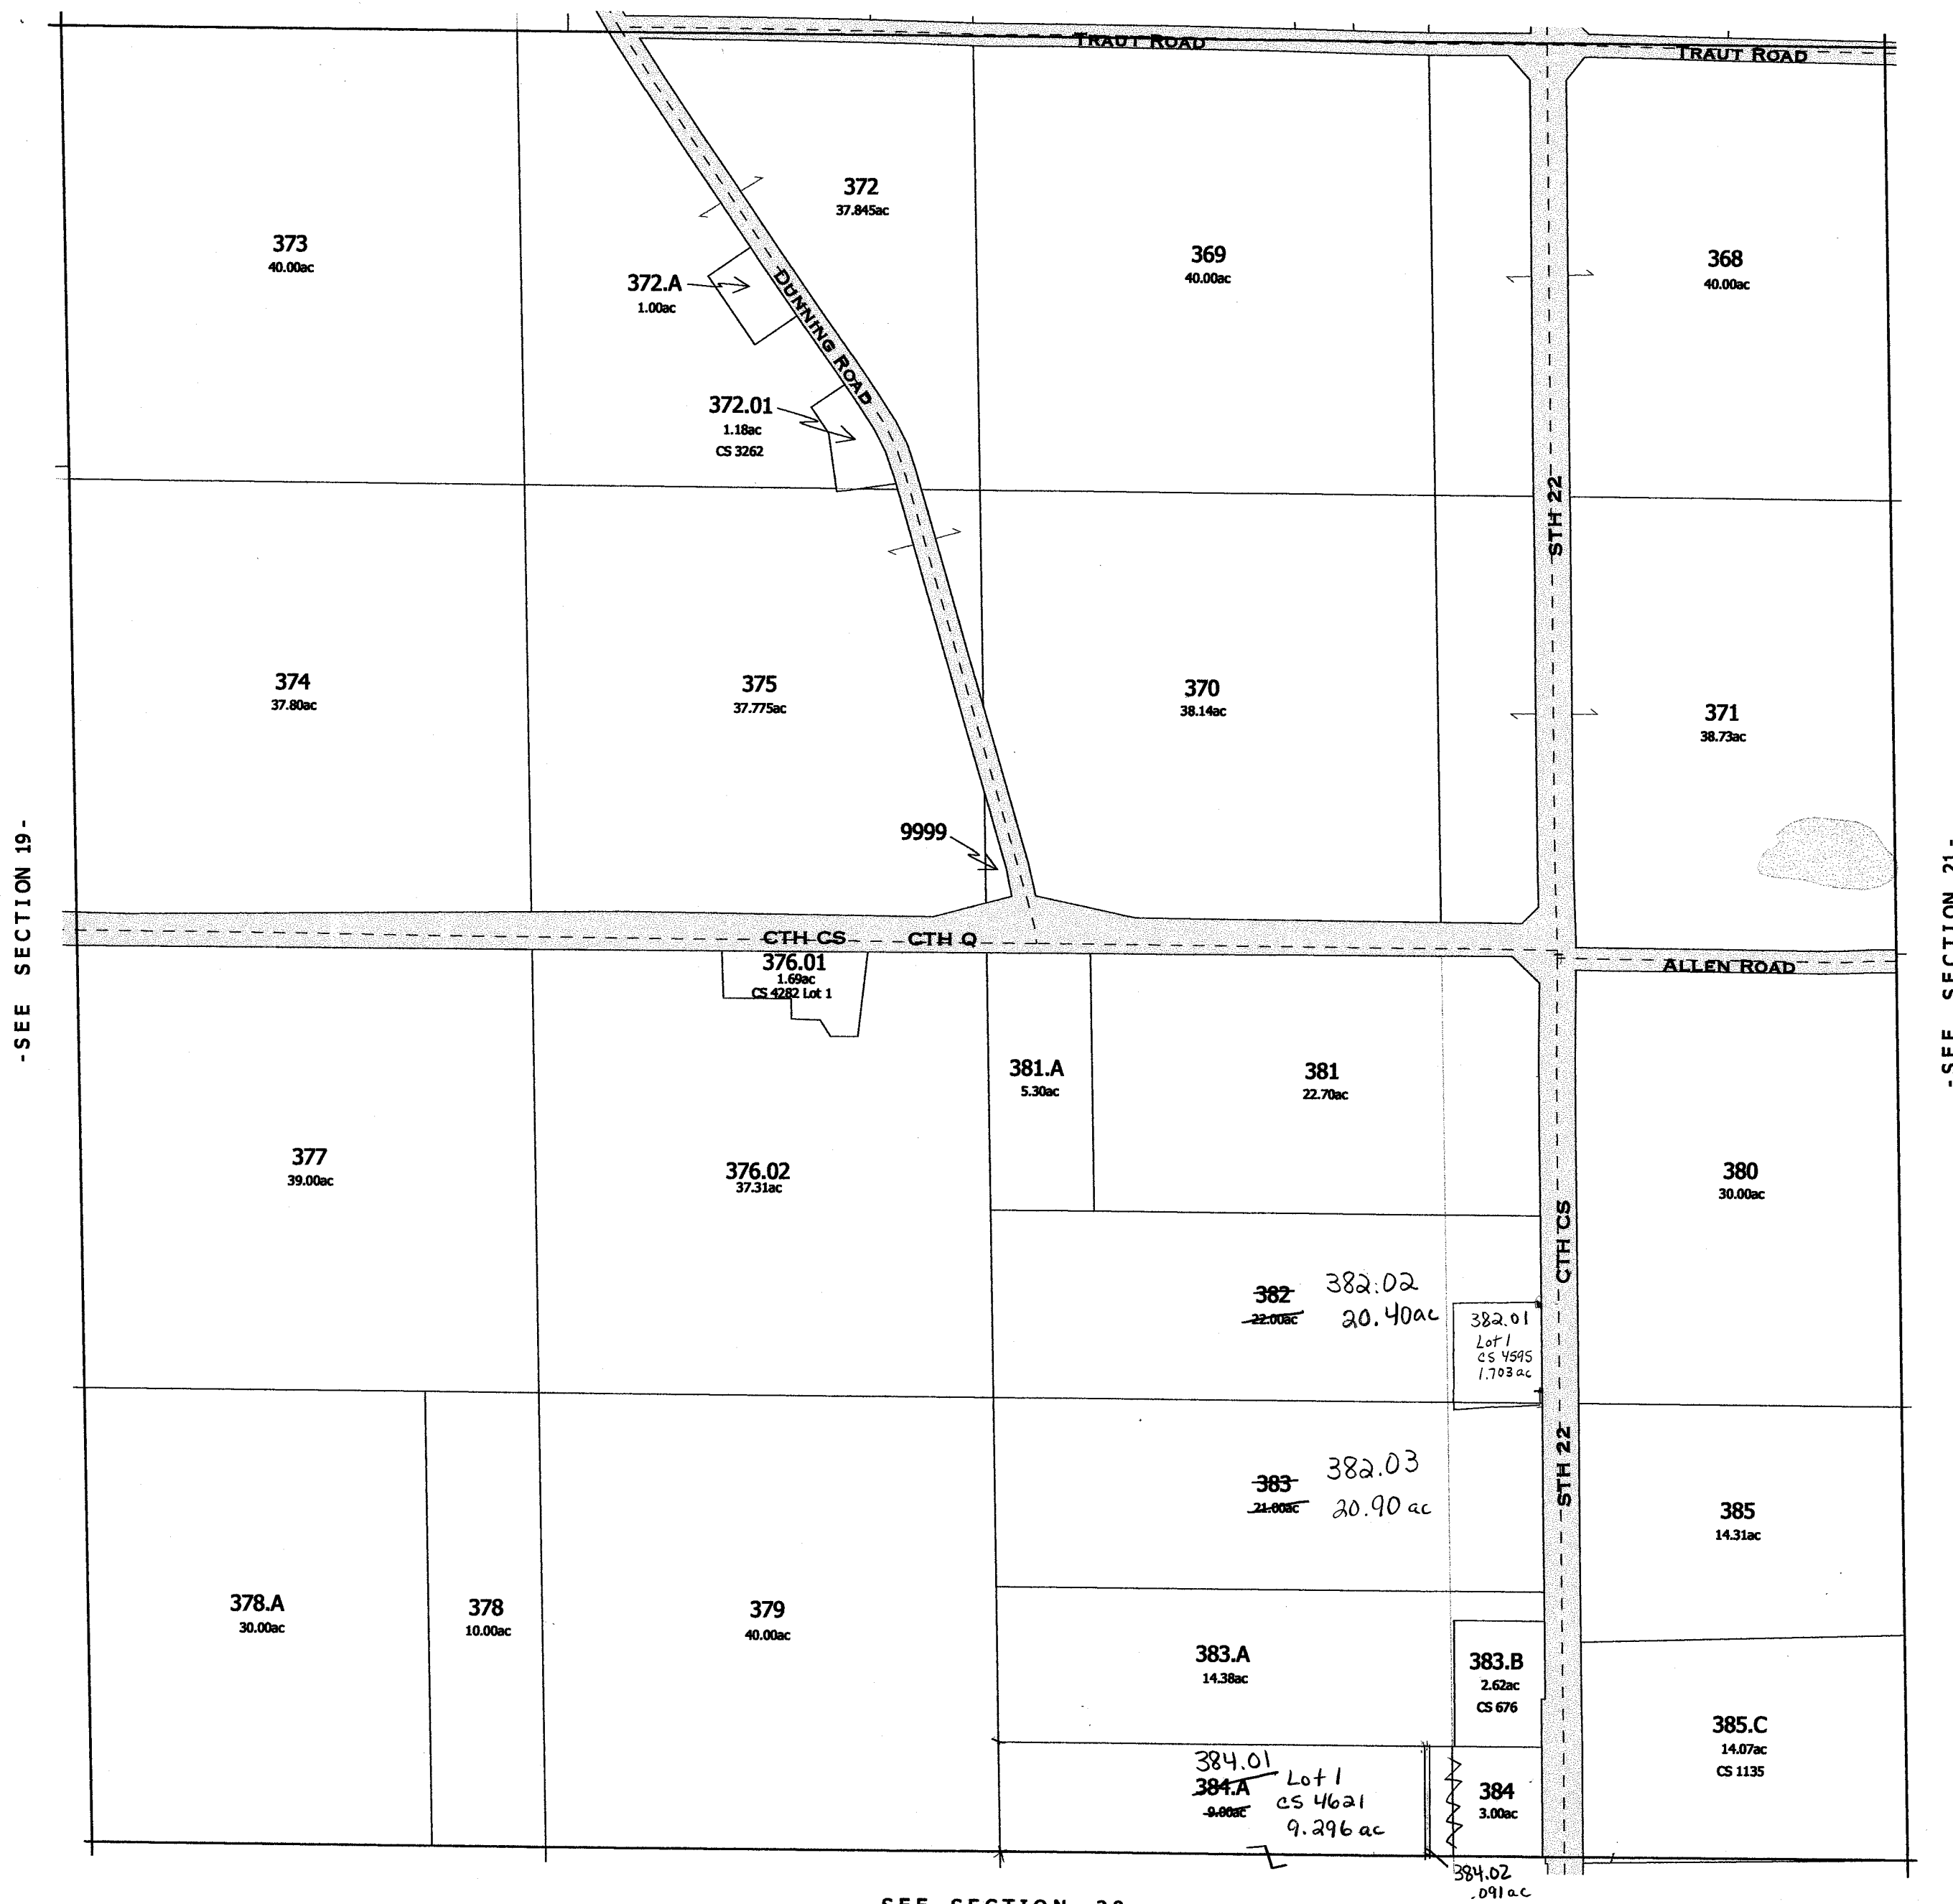 TRAUT ROAD
TRAUT ROAD
373
40.00ac
372
37.845ac
372.A
1.00ac
DUNNING ROAD
372.01
1.18ac
CS 3262
369
40.00ac
368
40.00ac
STH 22
374
37.80ac
375
37.775ac
370
38.14ac
371
38.73ac
9999
-SEE SECTION 19-
-SEE SECTION 21-
CTH CS
CTH Q
ALLEN ROAD
376.01
1.69ac
CS 4282 Lot 1
381.A
5.30ac
381
22.70ac
377
39.00ac
376.02
37.31ac
380
30.00ac
CTH CS
382
22.00ac
382.02
20.40ac
382.01
Lot 1
CS 4595
1.703 ac
383
21.00ac
382.03
20.90 ac
STH 22
385
14.31ac
378.A
30.00ac
378
10.00ac
379
40.00ac
383.A
14.38ac
383.B
2.62ac
CS 676
385.C
14.07ac
CS 1135
384.01
384.A
9.00ac
Lot 1
CS 4621
9.296 ac
384
3.00ac
384.02
.091 ac